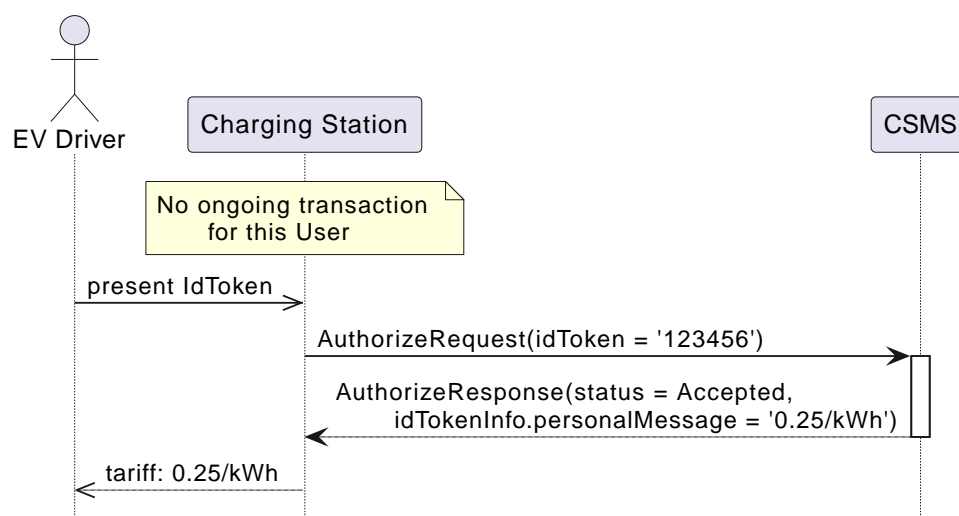 EV Driver
Charging Station
CSMS
No ongoing transaction
for this User
present IdToken
AuthorizeRequest(idToken = '123456')
AuthorizeResponse(status = Accepted,
idTokenInfo.personalMessage = '0.25/kWh')
tariff: 0.25/kWh